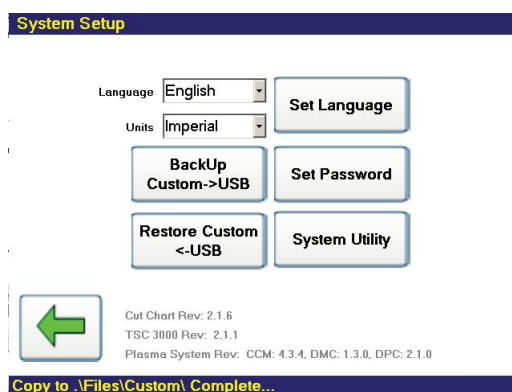 System Setup
Language English
Set Language
Units Imperial
BackUp
Custom->USB
Set Password
Restore Custom
<-USB
System Utility
Cut Chart Rev: 2.1.6
TSC 3000 Rev: 2.1.1
Plasma System Rev: CCM: 4.3.4, DMC: 1.3.0, DPC: 2.1.0
Copy to .\Files\Custom\ Complete...